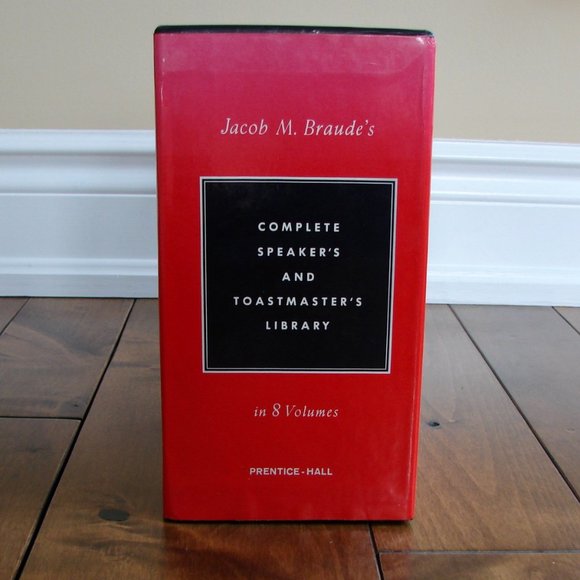 Jacob M. Braude's
COMPLETE
SPEAKER'S
AND
TOASTMASTER'S
LIBRARY
in 8 Volumes
PRENTICE-HALL